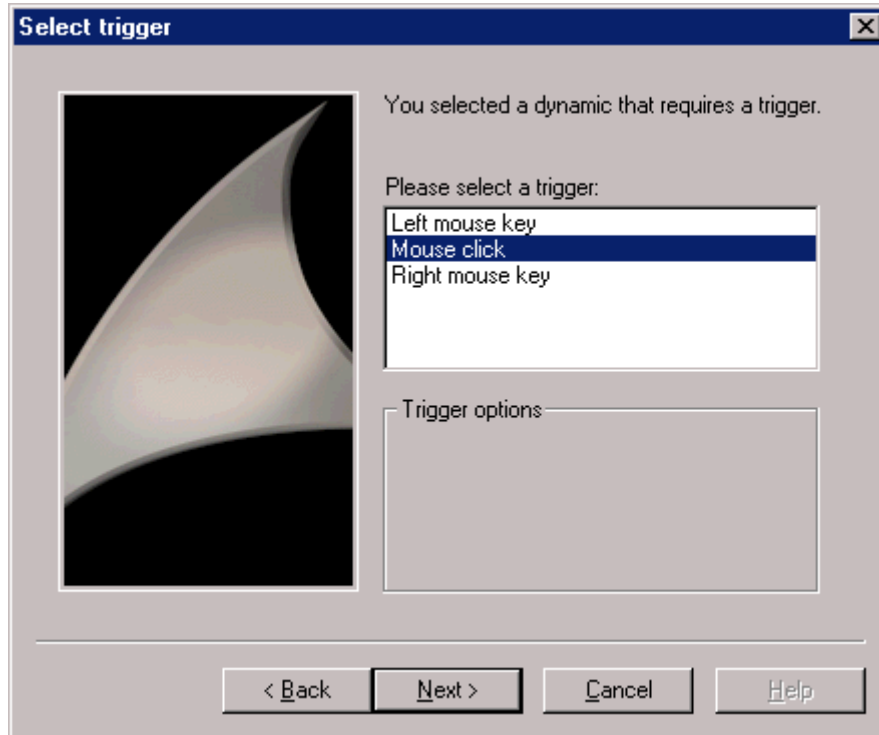 Select trigger
You selected a dynamic that requires a trigger.
Please select a trigger:
Left mouse key
Mouse click
Right mouse key
Trigger options
< Back
Next >
Cancel
Help